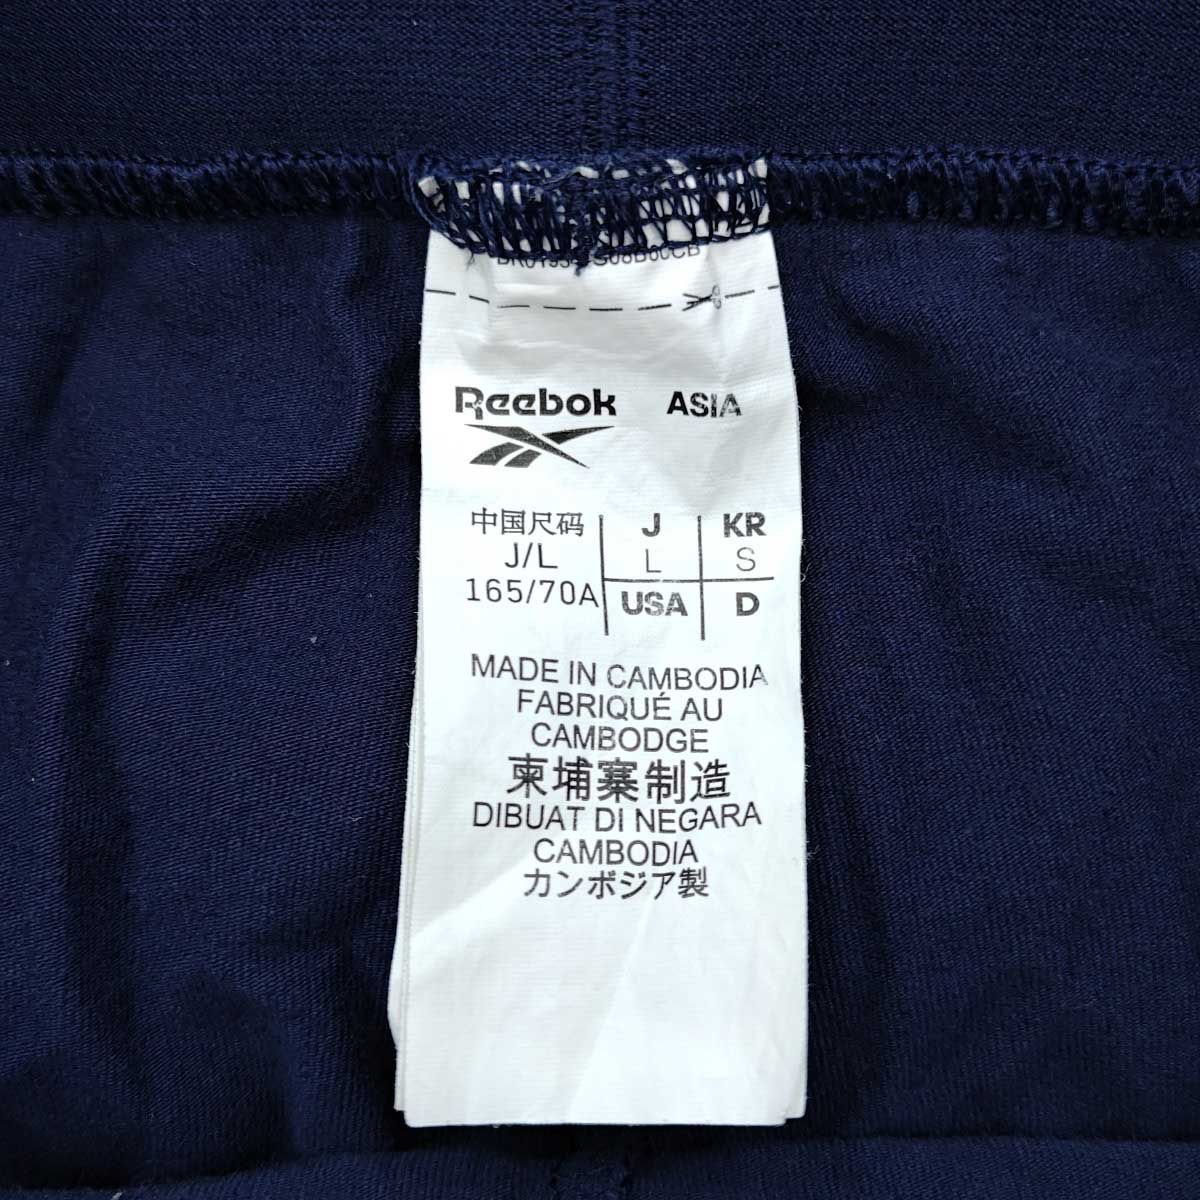 Reebok ASIA
中国尺码 J KR
J/L L S
165/70A USA D
MADE IN CAMBODIA
FABRIQUÉ AU
CAMBODGE
柬埔寨制造
DIBUAT DI NEGARA
CAMBODIA
カンボジア製